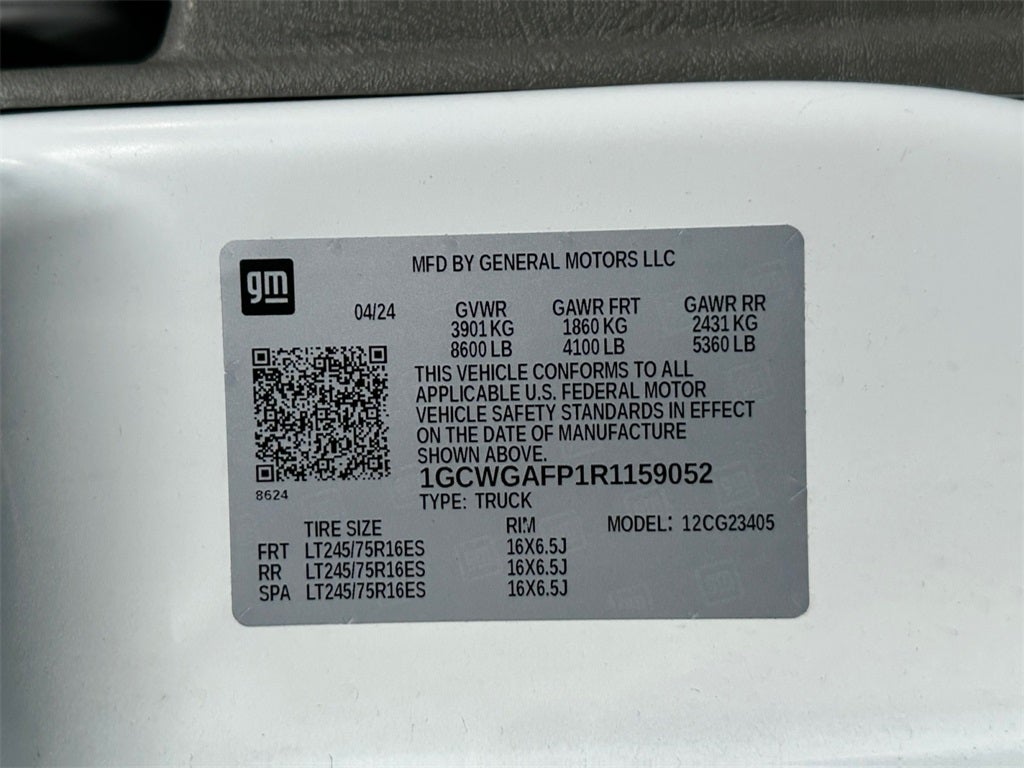 gm
MFD BY GENERAL MOTORS LLC
04/24 GVWR GAWR FRT GAWR RR
3901 KG 1860 KG 2431 KG
8600 LB 4100 LB 5360 LB
THIS VEHICLE CONFORMS TO ALL
APPLICABLE U.S. FEDERAL MOTOR
VEHICLE SAFETY STANDARDS IN EFFECT
ON THE DATE OF MANUFACTURE
SHOWN ABOVE.
1GCWGAFP1R1159052
8624
TYPE: TRUCK
TIRE SIZE RIM MODEL: 12CG23405
FRT LT245/75R16ES 16X6.5J
RR LT245/75R16ES 16X6.5J
SPA LT245/75R16ES 16X6.5J